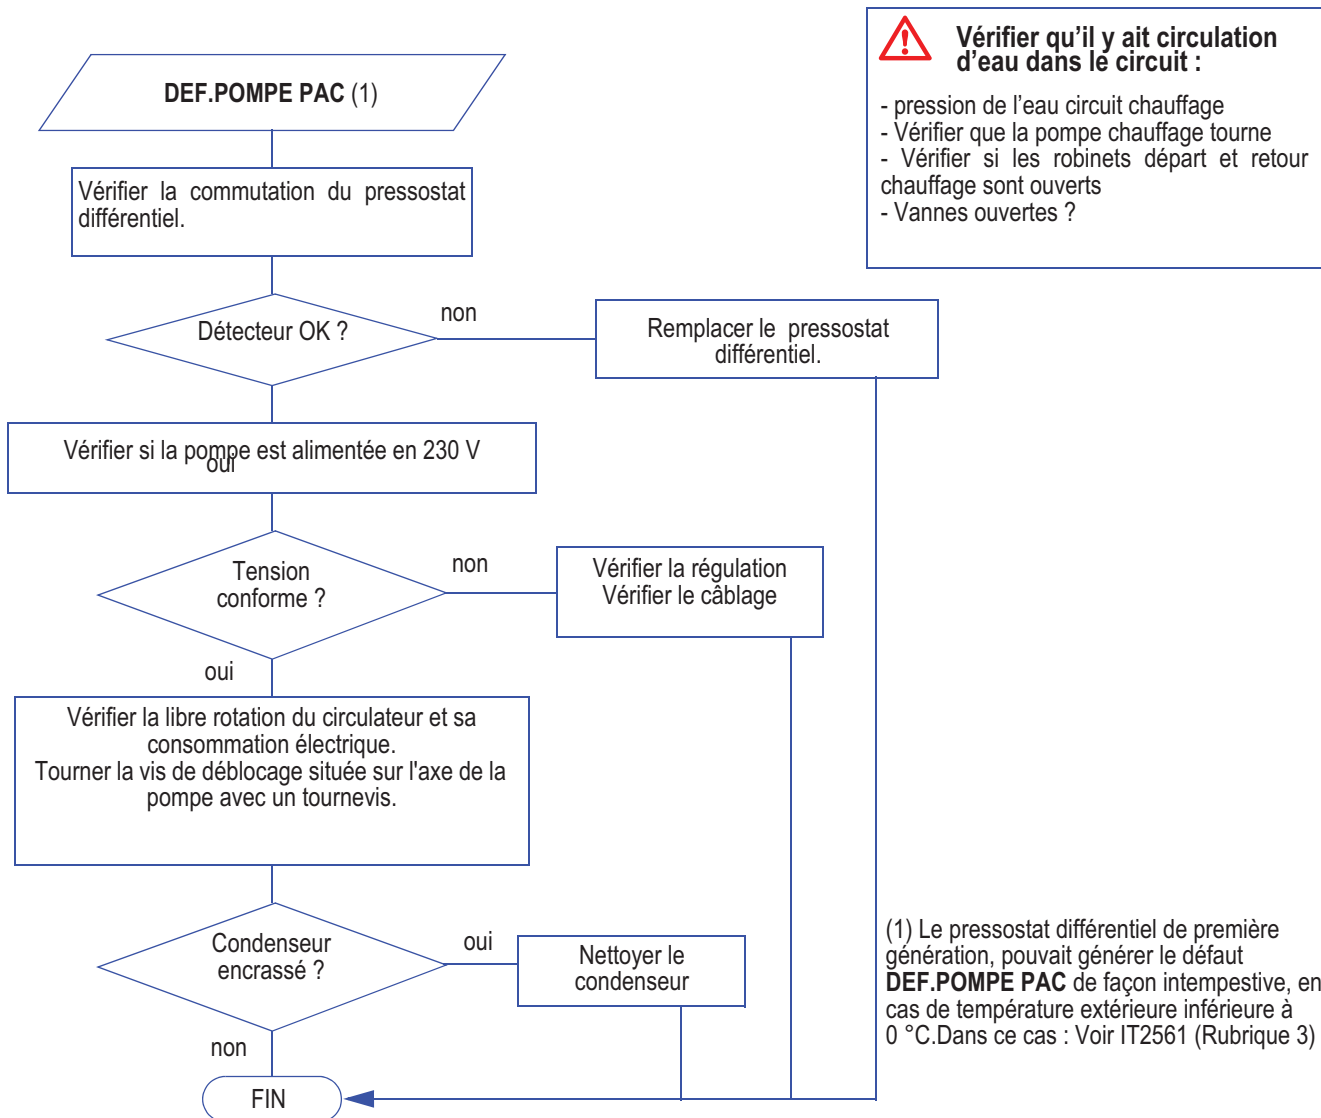 DEF.POMPE PAC (1)
Vérifier qu'il y ait circulation
d'eau dans le circuit :
- pression de l'eau circuit chauffage
- Vérifier que la pompe chauffage tourne
- Vérifier si les robinets départ et retour
chauffage sont ouverts
- Vannes ouvertes ?
Vérifier la commutation du pressostat
différentiel.
Détecteur OK ?
non
Remplacer le pressostat
différentiel.
Vérifier si la pompe est alimentée en 230 V
oui
Tension
conforme ?
non
Vérifier la régulation
Vérifier le câblage
oui
Vérifier la libre rotation du circulateur et sa
consommation électrique.
Tourner la vis de déblocage située sur l'axe de la
pompe avec un tournevis.
Condenseur
encrassé ?
oui
Nettoyer le
condenseur
non
FIN
(1) Le pressostat différentiel de première
génération, pouvait générer le défaut
DEF.POMPE PAC de façon intempestive, en
cas de température extérieure inférieure à
0 °C.Dans ce cas : Voir IT2561 (Rubrique 3)